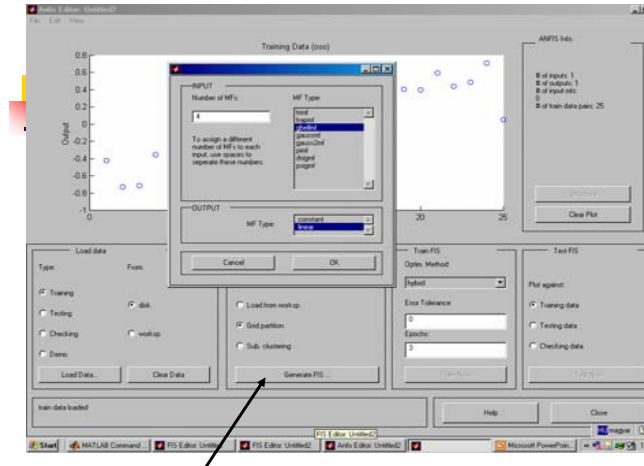 Anfis Editor: Untitled2
File Edit View
Training Data (ooo)
0.8
0.6
0.4
0.2
0
-0.2
-0.4
-0.6
-0.8
-1
Output
0
20
25
INPUT
Number of MFs:
4
To assign a different
number of MFs to each
input, use spaces to
seperate these numbers.
MF Type:
trimf
trapmf
gbellmf
gaussmf
gauss2mf
pimf
dsigmf
psigmf
OUTPUT
MF Type:
constant
linear
Cancel
OK
ANFIS Info.
# of inputs: 1
# of outputs: 1
# of input mfs:
0
# of train data pairs: 25
Structure
Clear Plot
Load data
Type:
From:
Training
Testing
Checking
Demo
disk
worksp.
Load Data...
Clear Data
Load from worksp.
Grid partition
Sub. clustering
Generate FIS ...
Train FIS
Optim. Method:
hybrid
Error Tolerance:
0
Epochs:
3
Train Now
Test FIS
Plot against:
Training data
Testing data
Checking data
Test Now
train data loaded
Help
Close
FIS Editor: Untitled2
magyar
Start
MATLAB Command ...
FIS Editor: Untitled
FIS Editor: Untitled2
Anfis Editor: Untitled2
Microsoft PowerPoin...